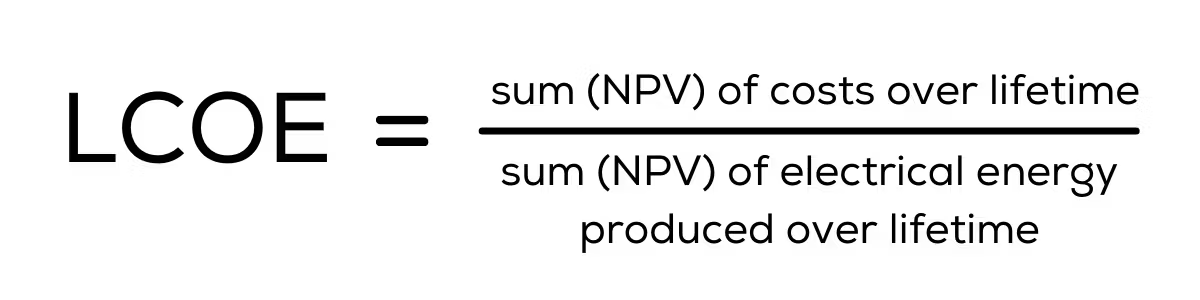 LCOE =
sum (NPV) of costs over lifetime
sum (NPV) of electrical energy
produced over lifetime